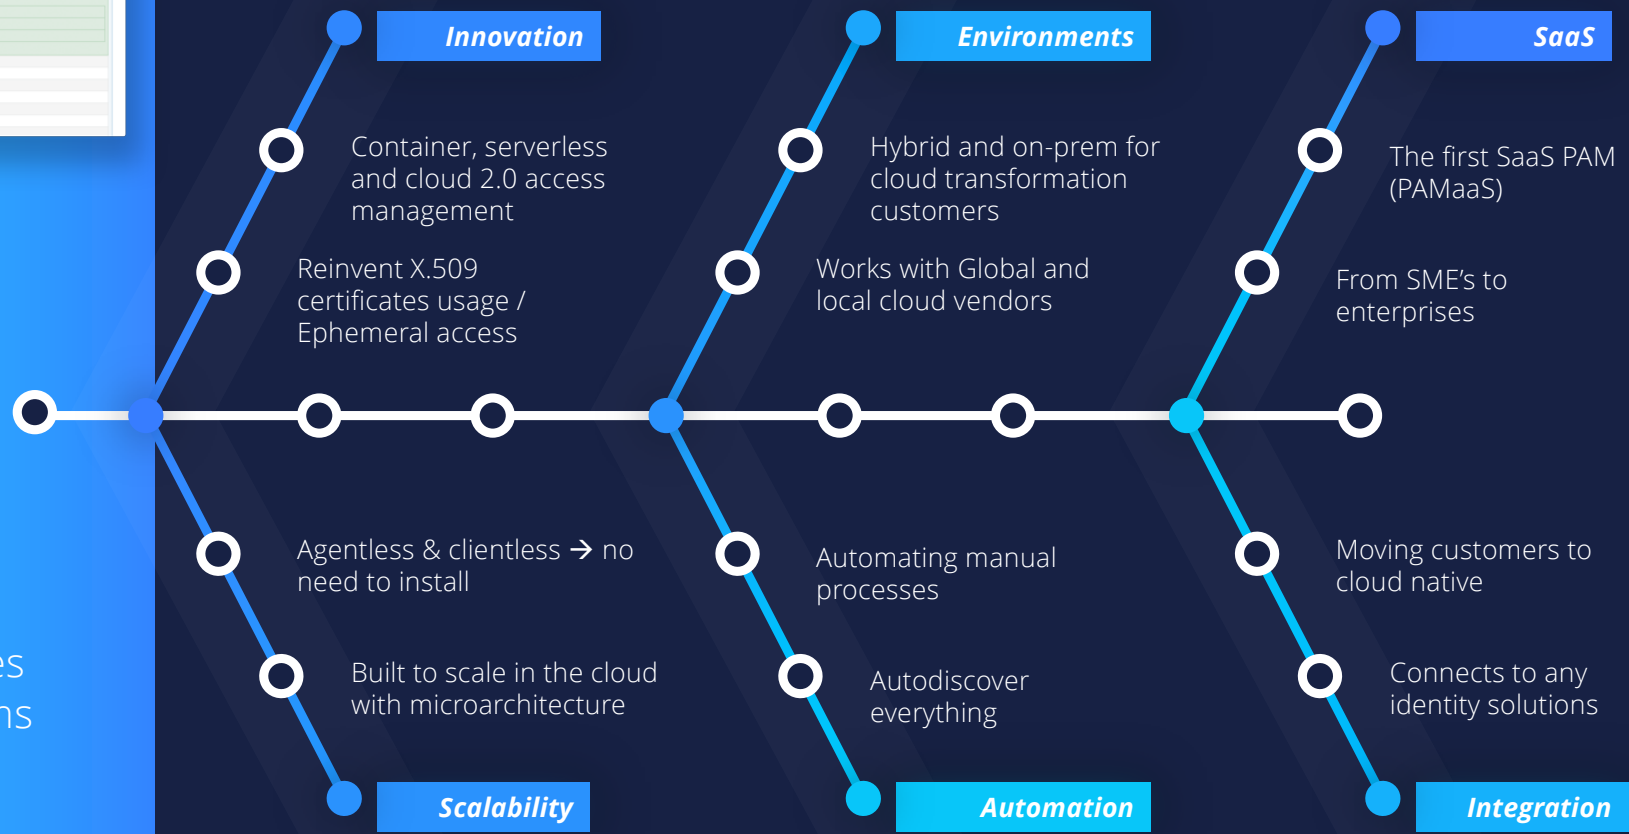 Innovation
Container, serverless
and cloud 2.0 access
management
Reinvent X.509
certificates usage /
Ephemeral access
Environments
Hybrid and on-prem for
cloud transformation
customers
Works with Global and
local cloud vendors
SaaS
The first SaaS PAM
(PAMaaS)
From SME’s to
enterprises
Agentless & clientless → no
need to install
Built to scale in the cloud
with microarchitecture
Scalability
Automating manual
processes
Autodiscover
everything
Automation
Moving customers to
cloud native
Connects to any
identity solutions
Integration